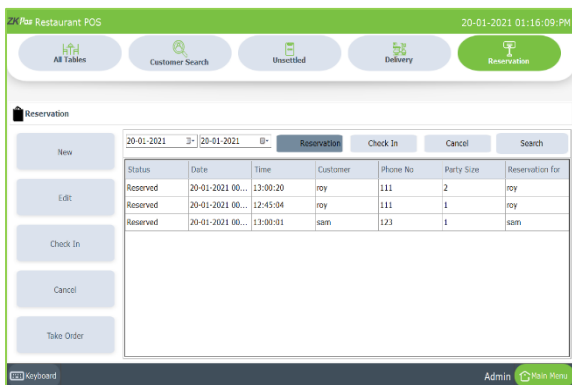 ZKPos Restaurant POS 20-01-2021 01:16:09:PM
All Tables Customer Search Unsettled Delivery Reservation
Reservation
New
Edit
Check In
Cancel
Take Order
20-01-2021 20-01-2021 Reservation Check In Cancel Search
Status Date Time Customer Phone No Party Size Reservation for
Reserved 20-01-2021 00... 13:00:20 roy 111 2 roy
Reserved 20-01-2021 00... 12:45:04 roy 111 1 roy
Reserved 20-01-2021 00... 13:00:01 sam 123 1 sam
Keyboard Admin Main Menu